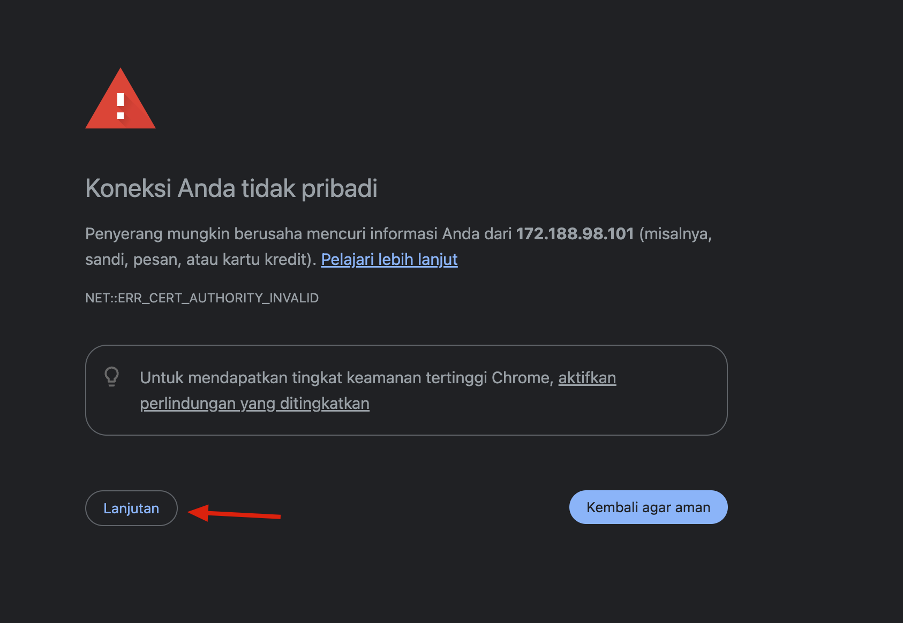 Koneksi Anda tidak pribadi
Penyerang mungkin berusaha mencuri informasi Anda dari 172.188.98.101 (misalnya,
sandi, pesan, atau kartu kredit). Pelajari lebih lanjut
NET::ERR_CERT_AUTHORITY_INVALID
Untuk mendapatkan tingkat keamanan tertinggi Chrome, aktifkan
perlindungan yang ditingkatkan
Lanjutan
Kembali agar aman